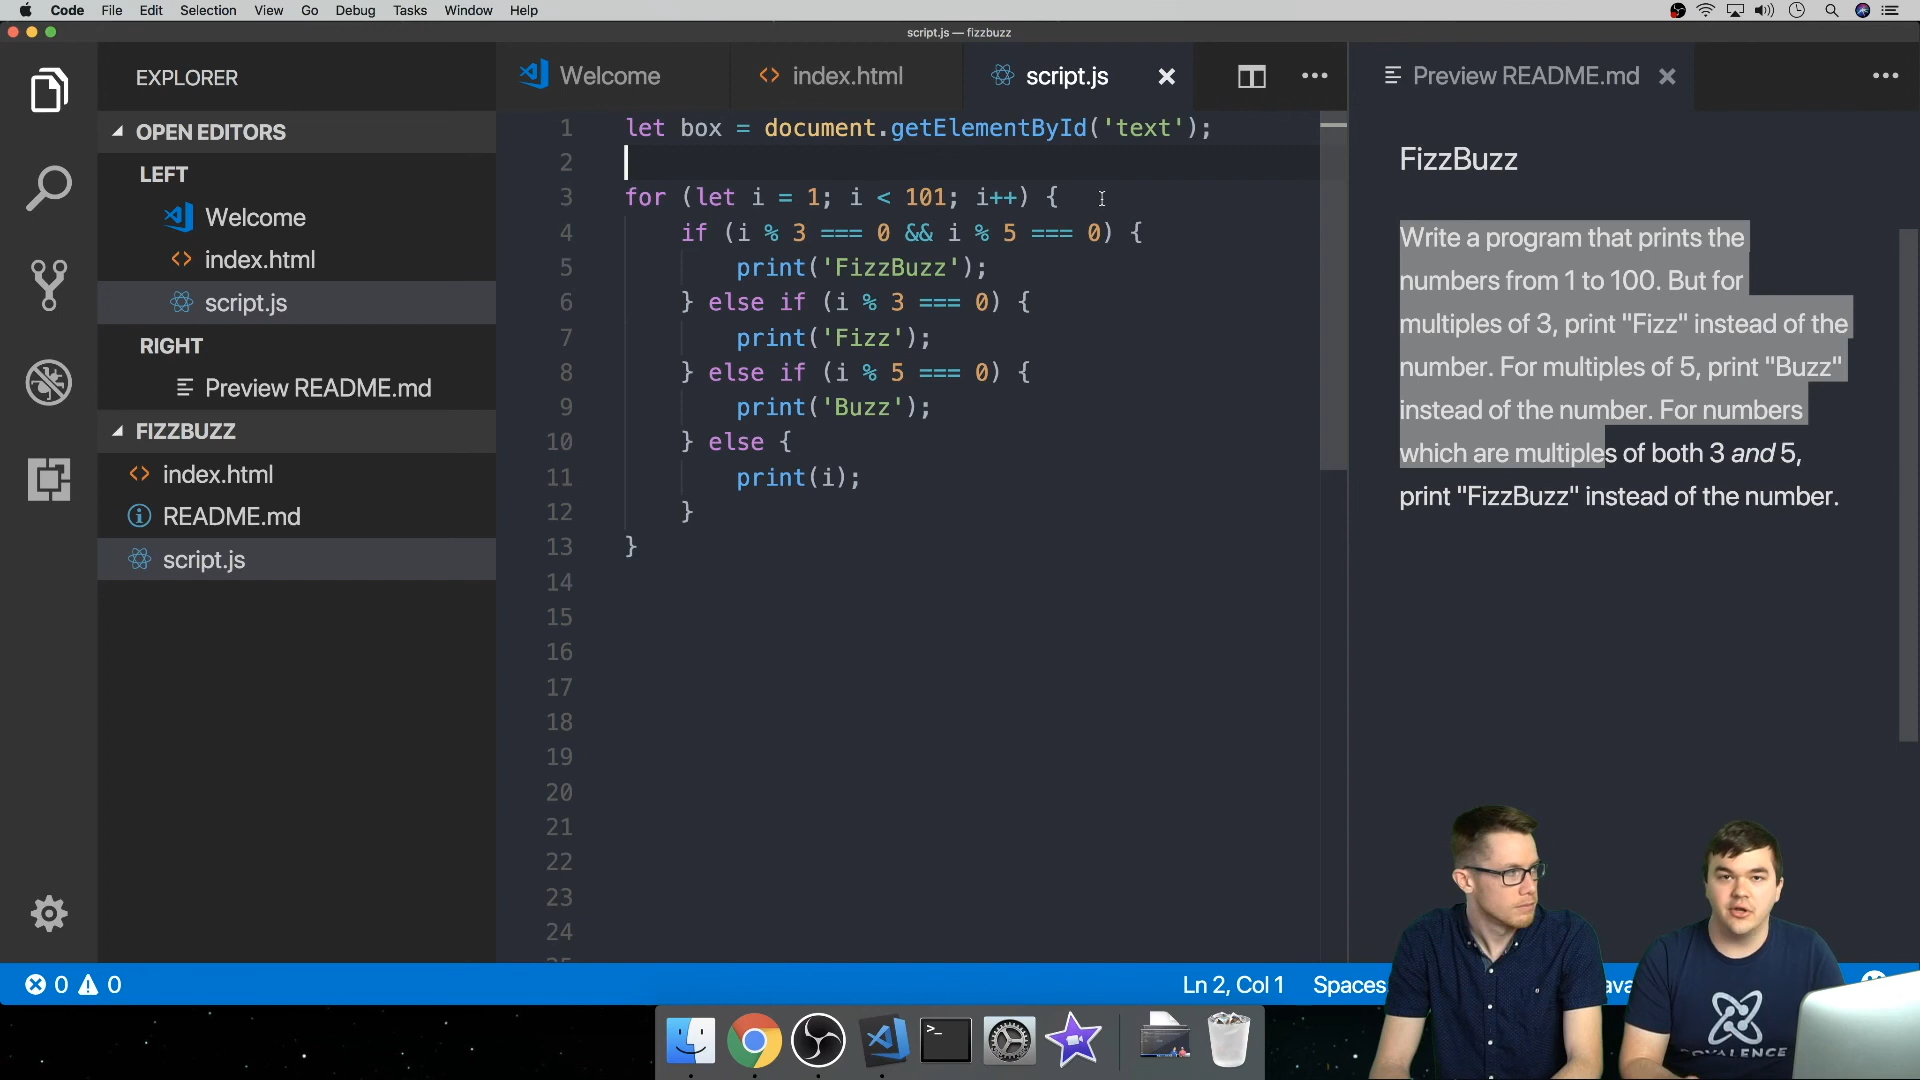 Code File Edit Selection View Go Debug Tasks Window Help
script.js — fizzbuzz
EXPLORER
OPEN EDITORS
LEFT
Welcome
index.html
script.js
RIGHT
Preview README.md
FIZZBUZZ
index.html
README.md
script.js
Welcome index.html script.js
1 let box = document.getElementById('text');
2
3 for (let i = 1; i < 101; i++) {
4 if (i % 3 === 0 && i % 5 === 0) {
5 print('FizzBuzz');
6 } else if (i % 3 === 0) {
7 print('Fizz');
8 } else if (i % 5 === 0) {
9 print('Buzz');
10 } else {
11 print(i);
12 }
13 }
14
15
16
17
18
19
20
21
22
23
24
Preview README.md
FizzBuzz
Write a program that prints the
numbers from 1 to 100. But for
multiples of 3, print "Fizz" instead of the
number. For multiples of 5, print "Buzz"
instead of the number. For numbers
which are multiples of both 3 and 5,
print "FizzBuzz" instead of the number.
0 0 Ln 2, Col 1 Spaces